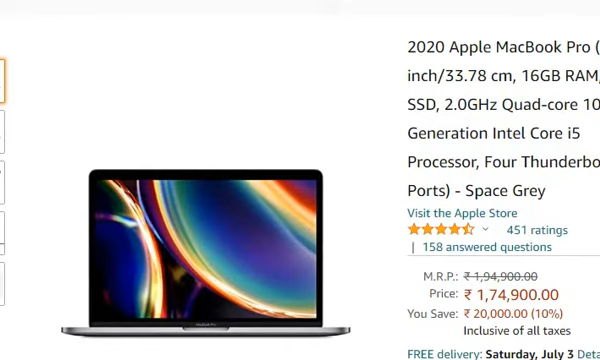 2020 Apple MacBook Pro (
inch/33.78 cm, 16GB RAM,
SSD, 2.0GHz Quad-core 10
Generation Intel Core i5
Processor, Four Thunderbo
Ports) - Space Grey
Visit the Apple Store
451 ratings
| 158 answered questions
M.R.P.: ₹ 1,94,900.00
Price: ₹ 1,74,900.00
You Save: ₹ 20,000.00 (10%)
Inclusive of all taxes
FREE delivery: Saturday, July 3 Deta